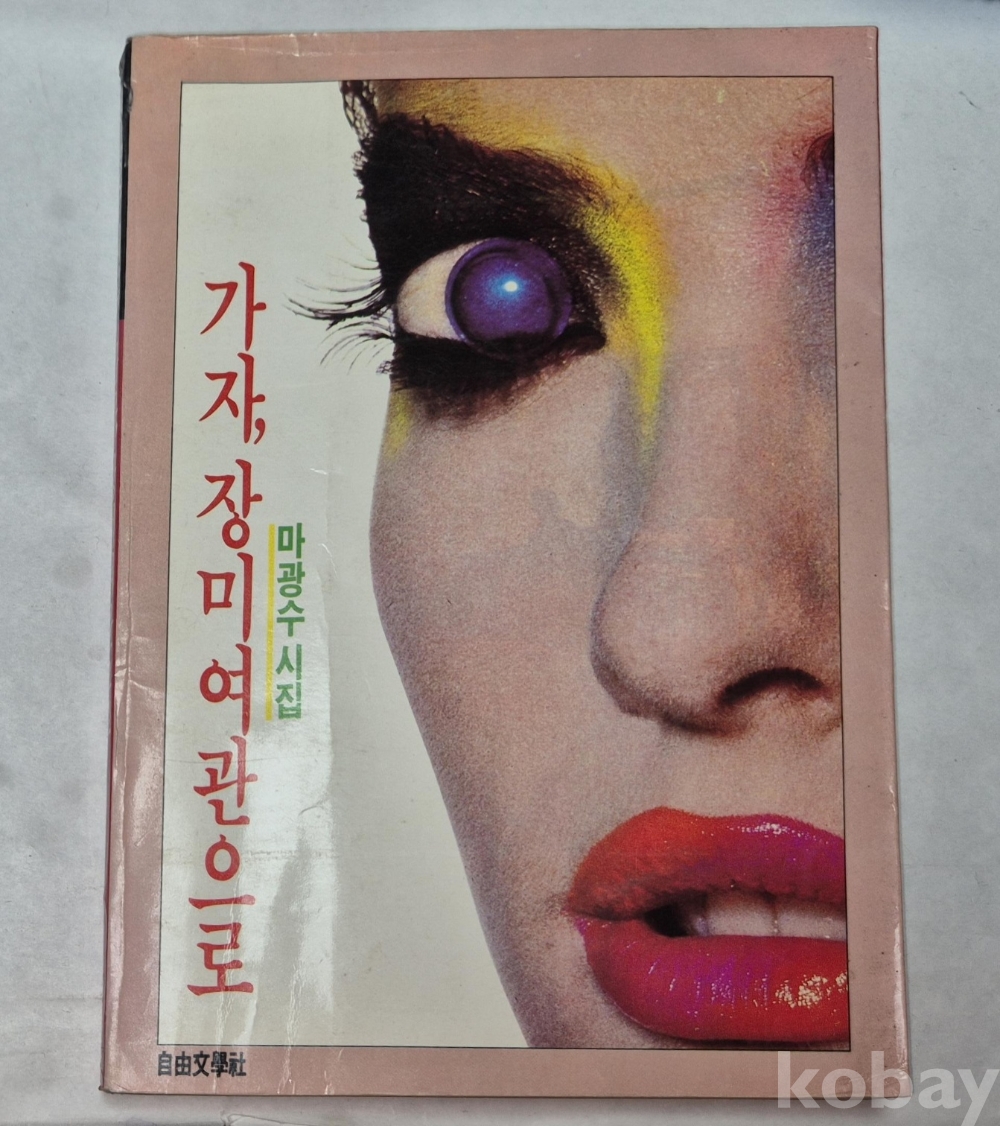 가자, 장미여관으로
마광수 시집
自由文學社
kobay